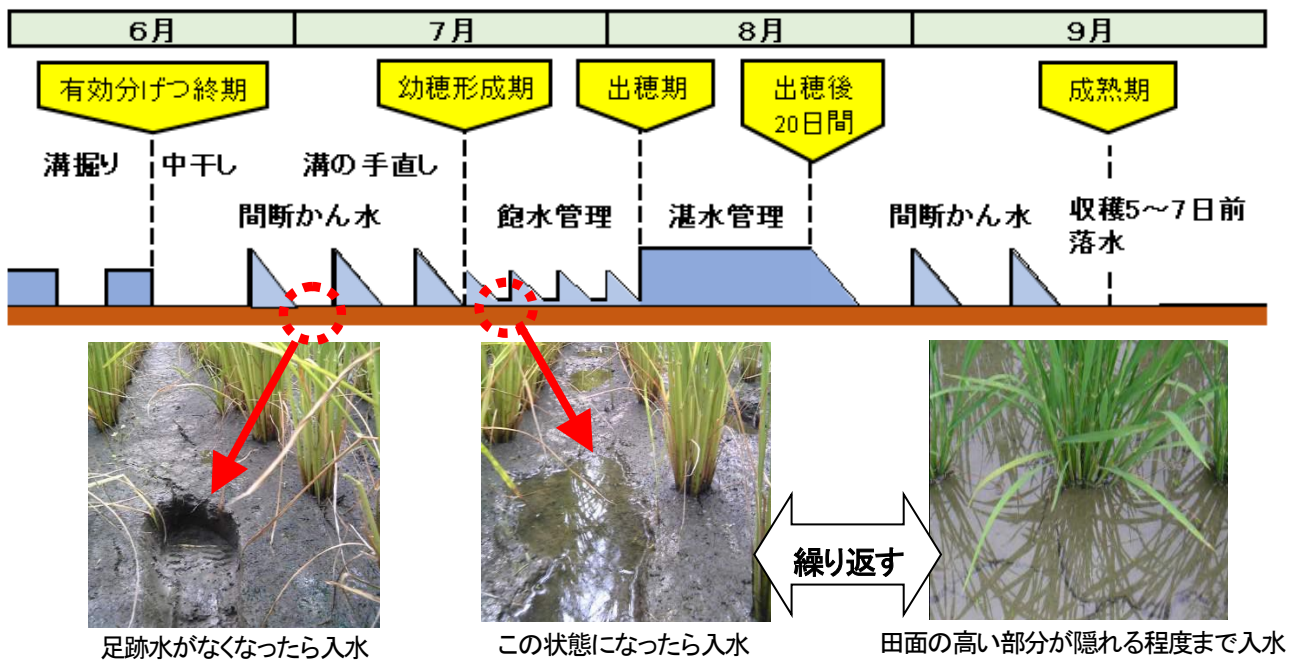 6月
7月
8月
9月
有効分げつ終期
幼穂形成期
出穂期
出穂後
20日間
成熟期
溝掘り
中干し
溝の手直し
間断かん水
飽水管理
湛水管理
間断かん水
収穫5～7日前
落水
繰り返す
足跡水がなくなったら入水
この状態になったら入水
田面の高い部分が隠れる程度まで入水